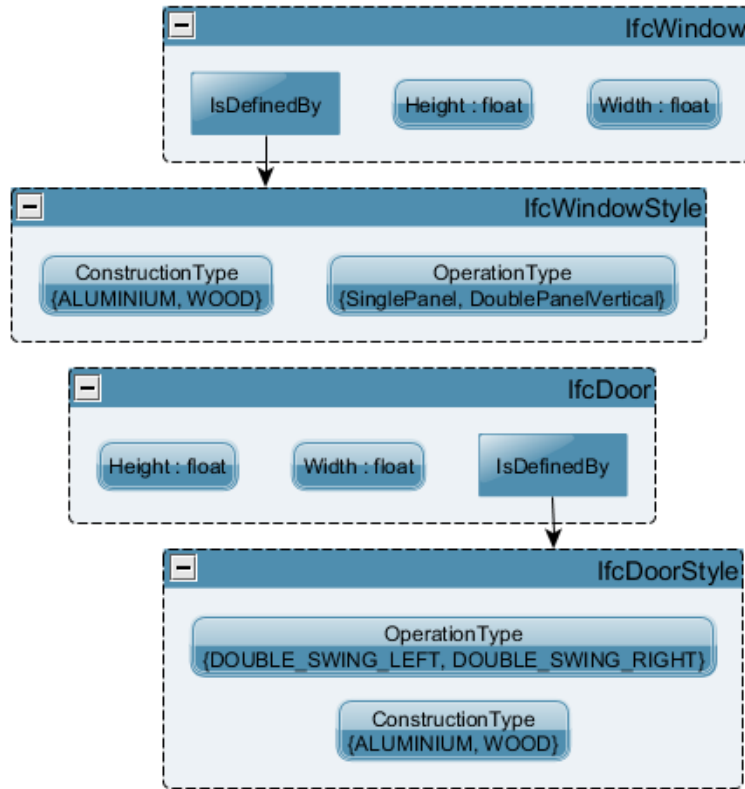 IfcWindow
IsDefinedBy
Height : float
Width : float
IfcWindowStyle
ConstructionType
{ALUMINIUM, WOOD}
OperationType
{SinglePanel, DoublePanelVertical}
IfcDoor
Height : float
Width : float
IsDefinedBy
IfcDoorStyle
OperationType
{DOUBLE_SWING_LEFT, DOUBLE_SWING_RIGHT}
ConstructionType
{ALUMINIUM, WOOD}